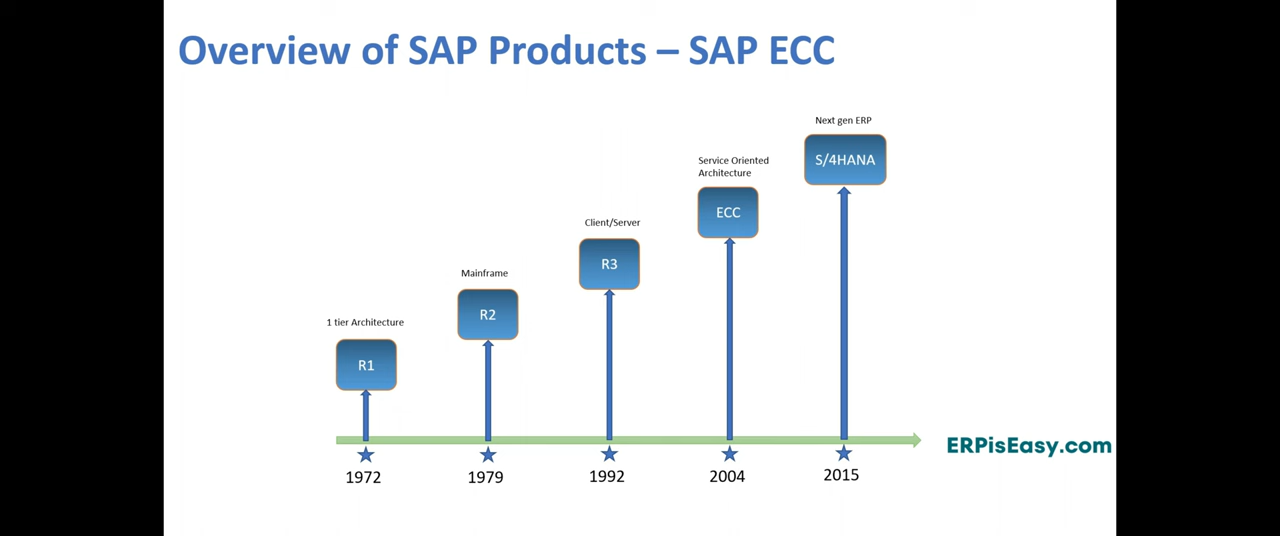 Overview of SAP Products – SAP ECC
Next gen ERP
S/4HANA
Service Oriented
Architecture
ECC
Client/Server
R3
Mainframe
R2
1 tier Architecture
R1
ERPisEasy.com
1972
1979
1992
2004
2015